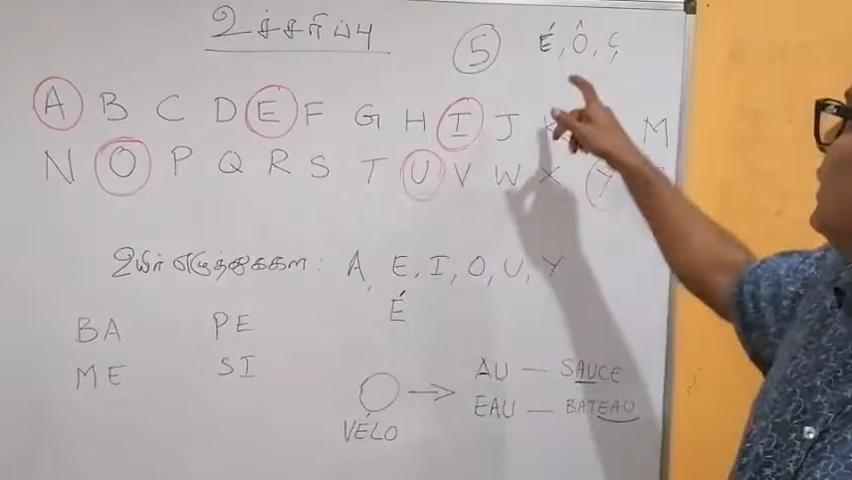 உச்சரிப்பு
5 É, Ô, Ç
A B C D E F G H I J K M
N O P Q R S T U V W X Y
உயிர் எழுத்துக்கள : A, E, I, O, U, Y
É
BA PE
ME SI
O → AU — SAUCE
EAU — BATEAU
VÉLO